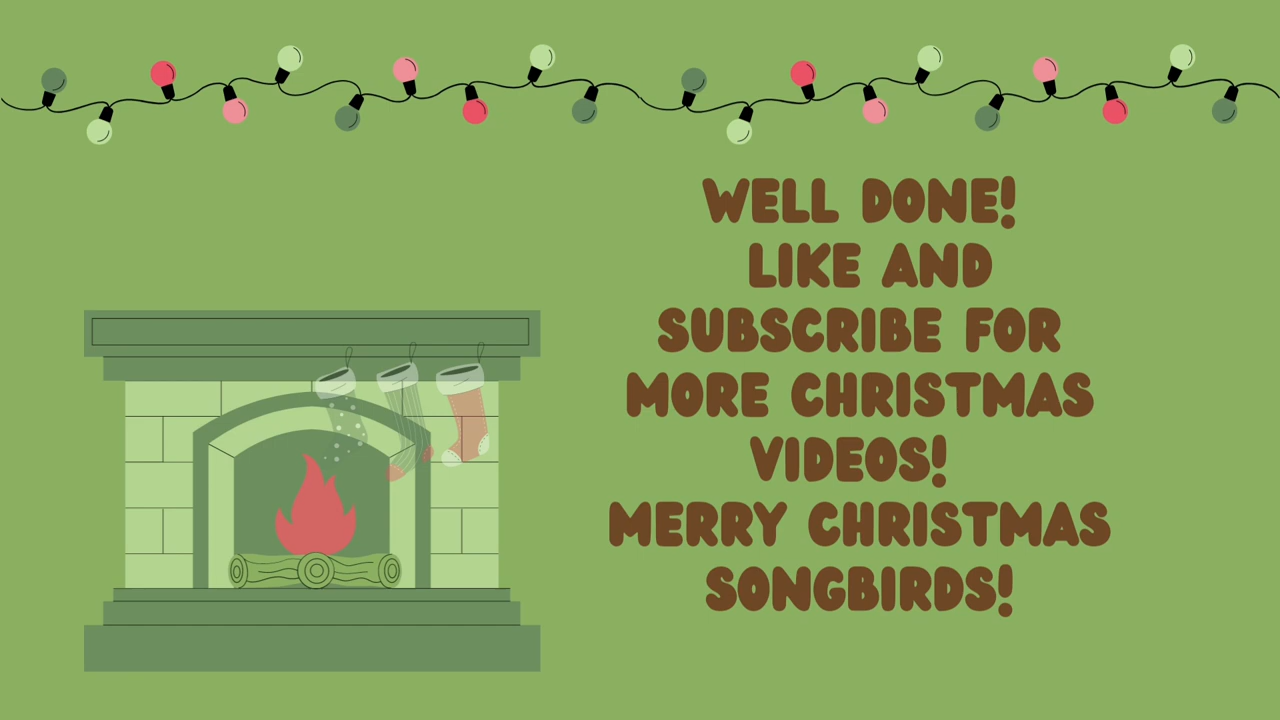 WELL DONE!
LIKE AND
SUBSCRIBE FOR
MORE CHRISTMAS
VIDEOS!
MERRY CHRISTMAS
SONGBIRDS!